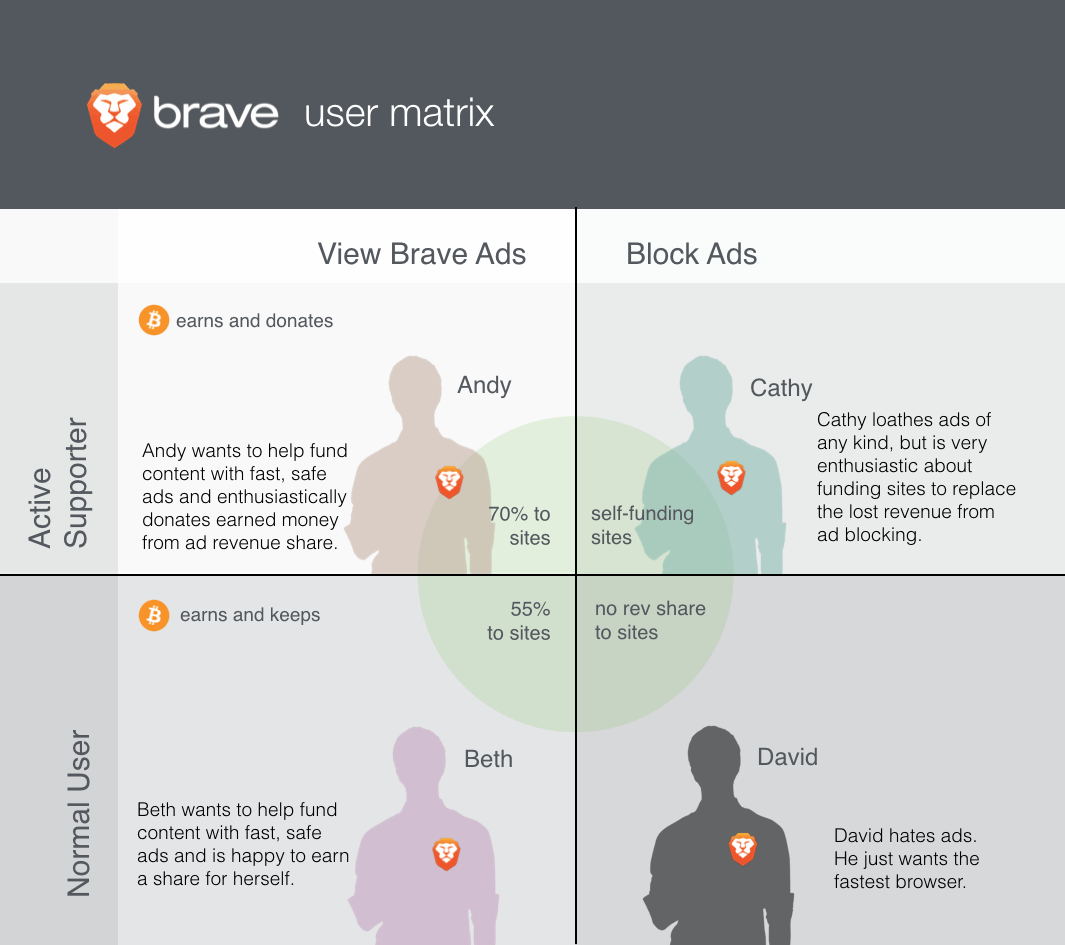 brave user matrix
View Brave Ads
Block Ads
Active
Supporter
earns and donates
Andy
Andy wants to help fund
content with fast, safe
ads and enthusiastically
donates earned money
from ad revenue share.
70% to
sites
Cathy
Cathy loathes ads of
any kind, but is very
enthusiastic about
funding sites to replace
the lost revenue from
ad blocking.
self-funding
sites
Normal User
earns and keeps
55%
to sites
Beth
Beth wants to help fund
content with fast, safe
ads and is happy to earn
a share for herself.
no rev share
to sites
David
David hates ads.
He just wants the
fastest browser.